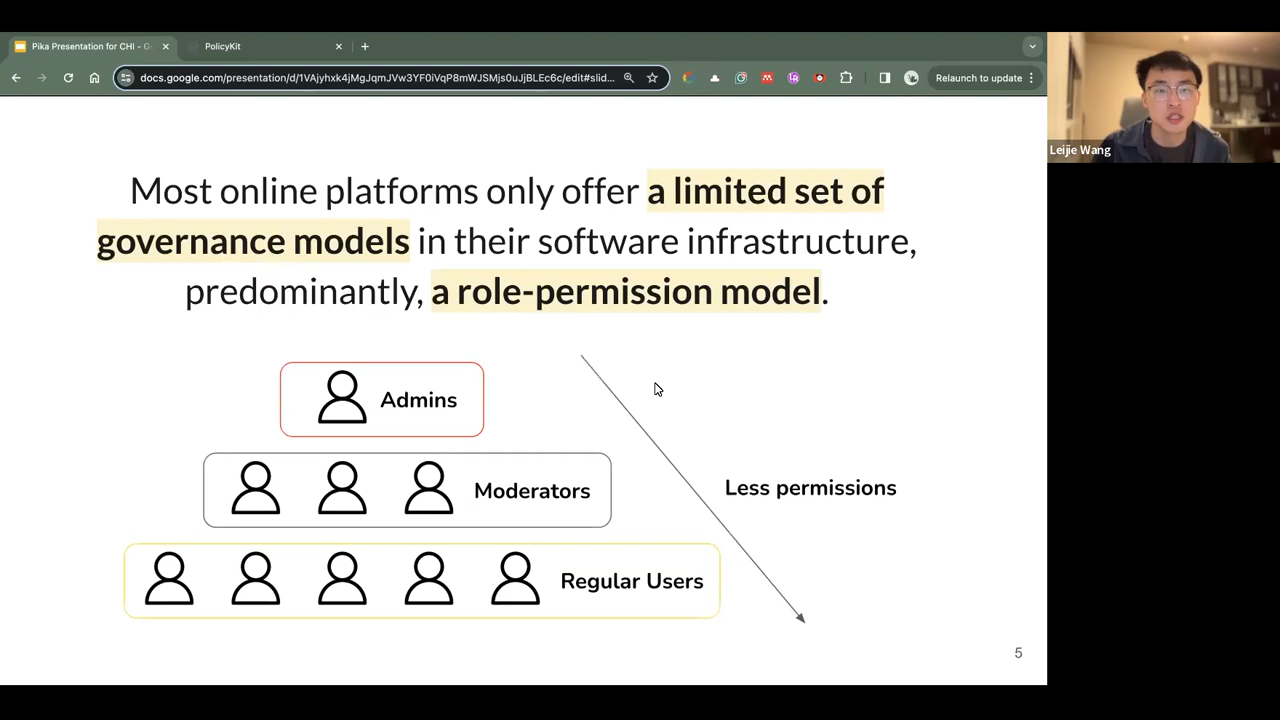 Pika Presentation for CHI - G
PolicyKit
docs.google.com/presentation/d/1VAjyhxk4jMgJqmJVw3YF0iVqP8mWJSMjs0uJjBLEc6c/edit#slid...
Relaunch to update
Leijie Wang
Most online platforms only offer a limited set of
governance models in their software infrastructure,
predominantly, a role-permission model.
Admins
Moderators
Less permissions
Regular Users
5